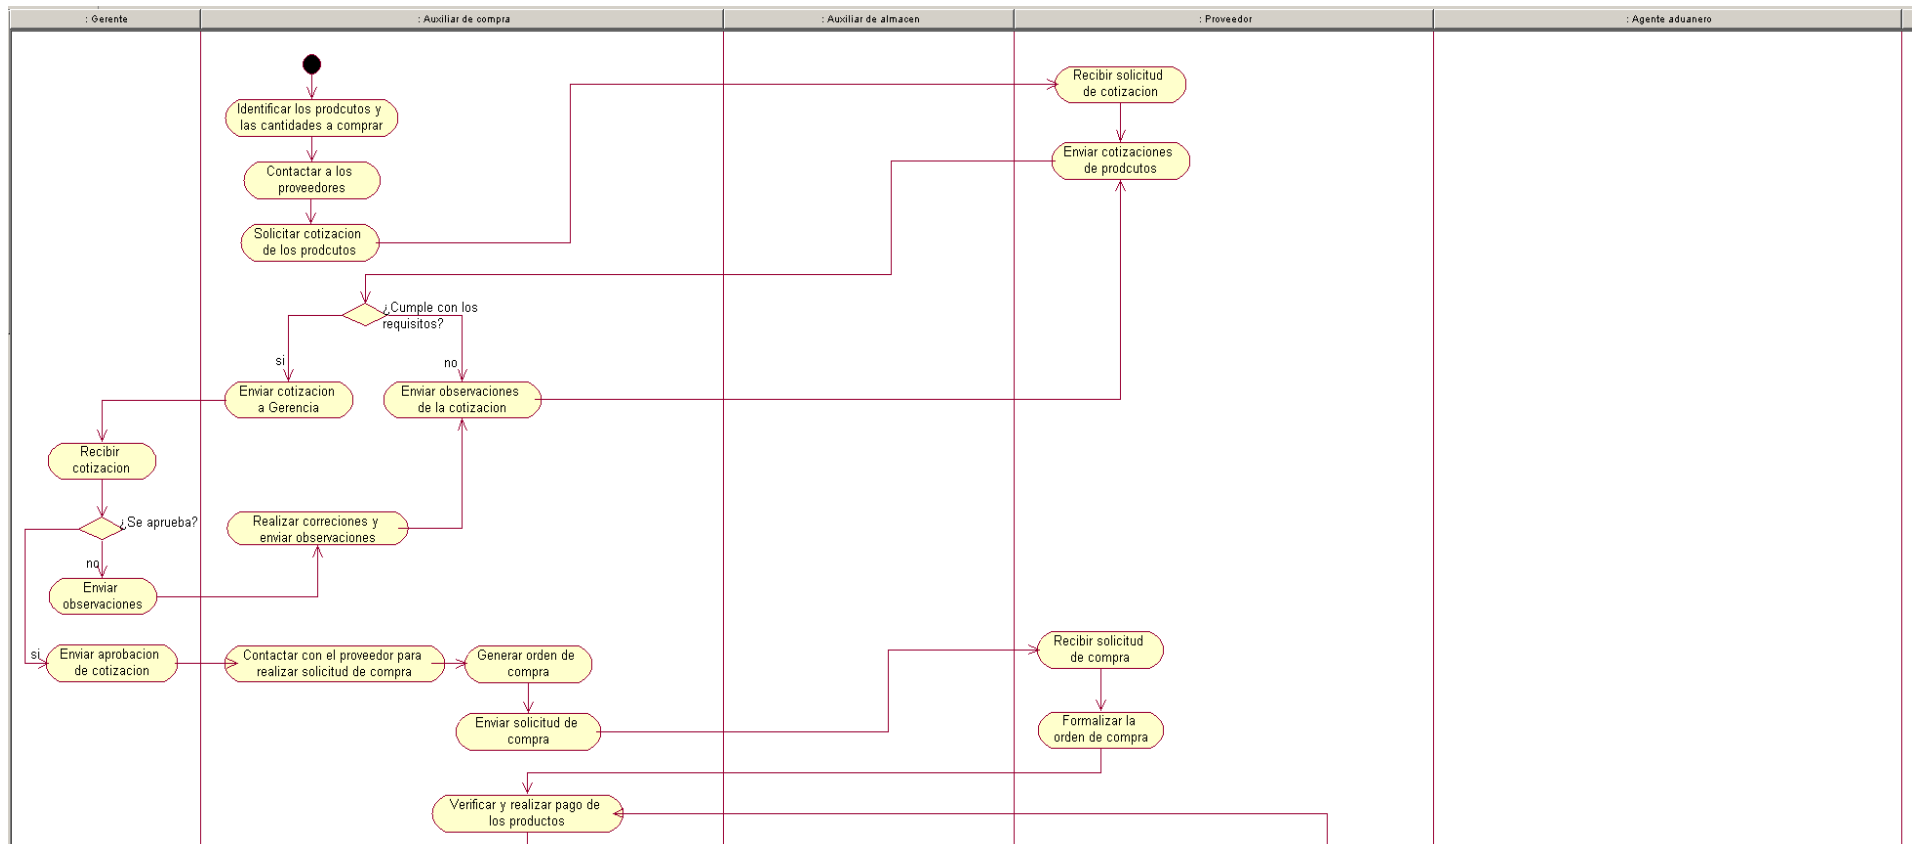 : Gerente
: Auxiliar de compra
: Auxiliar de almacen
: Proveedor
: Agente aduanero
Identificar los prodcutos y
las cantidades a comprar
Contactar a los
proveedores
Solicitar cotizacion
de los prodcutos
Recibir solicitud
de cotizacion
Enviar cotizaciones
de prodcutos
¿Cumple con los
requisitos?
si
no
Enviar cotizacion
a Gerencia
Enviar observaciones
de la cotizacion
Recibir
cotizacion
¿Se aprueba?
no
Realizar correciones y
enviar observaciones
Enviar
observaciones
si
Enviar aprobacion
de cotizacion
Contactar con el proveedor para
realizar solicitud de compra
Generar orden de
compra
Enviar solicitud de
compra
Recibir solicitud
de compra
Formalizar la
orden de compra
Verificar y realizar pago de
los productos